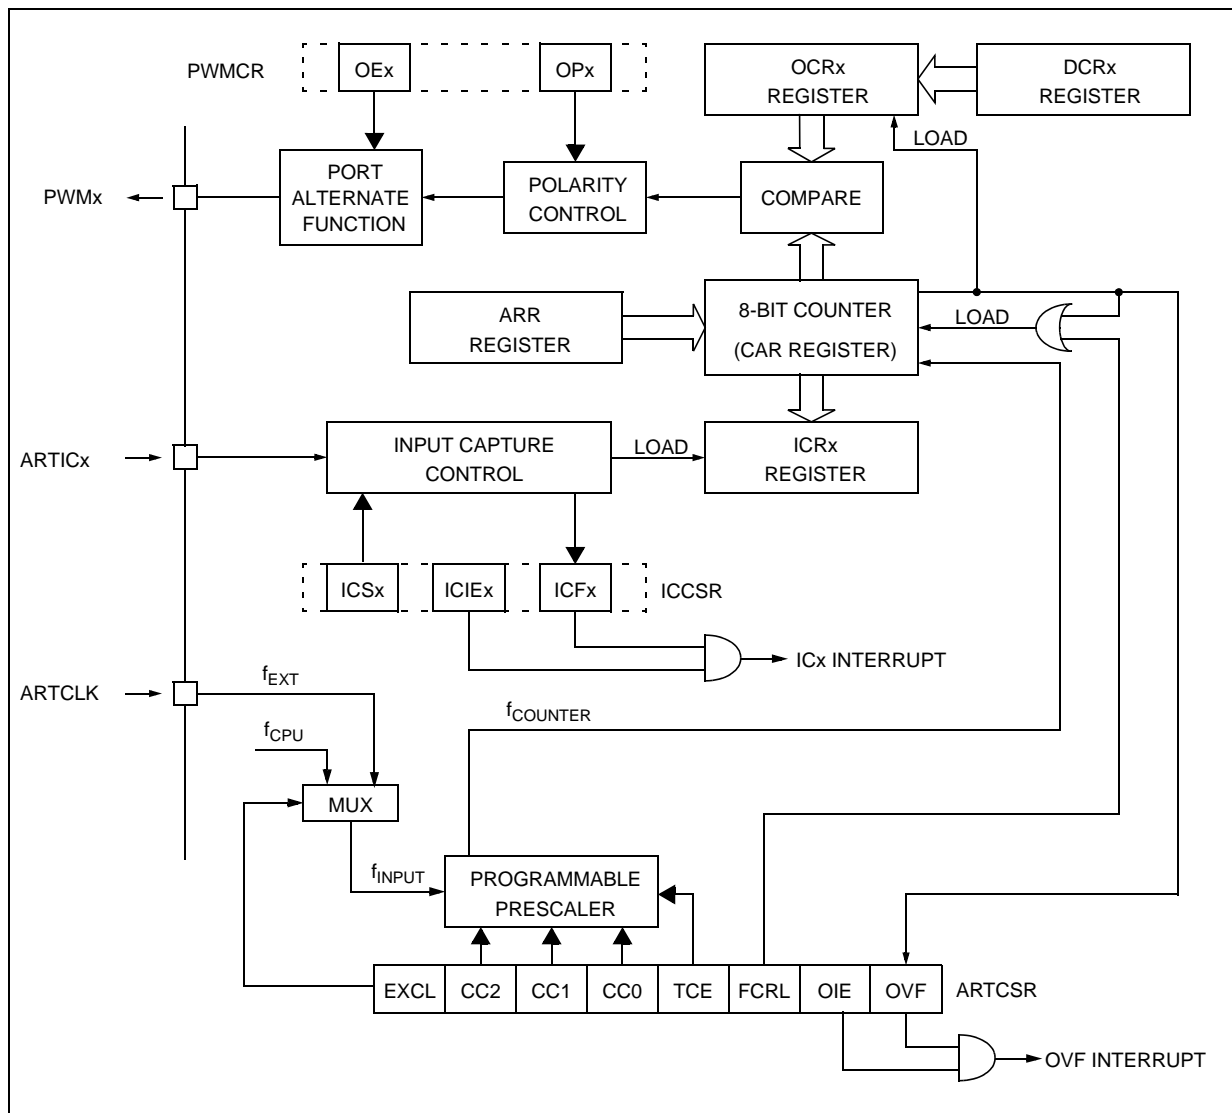 PWMCR
OEx
OPx
OCRx
REGISTER
DCRx
REGISTER
LOAD
PWMx
PORT
ALTERNATE
FUNCTION
POLARITY
CONTROL
COMPARE
ARR
REGISTER
8-BIT COUNTER
(CAR REGISTER)
LOAD
ARTICx
INPUT CAPTURE
CONTROL
LOAD
ICRx
REGISTER
ICSx
ICIEx
ICFx
ICCSR
ICx INTERRUPT
ARTCLK
fEXT
fCPU
fCOUNTER
MUX
fINPUT
PROGRAMMABLE
PRESCALER
EXCL
CC2
CC1
CC0
TCE
FCRL
OIE
OVF
ARTCSR
OVF INTERRUPT